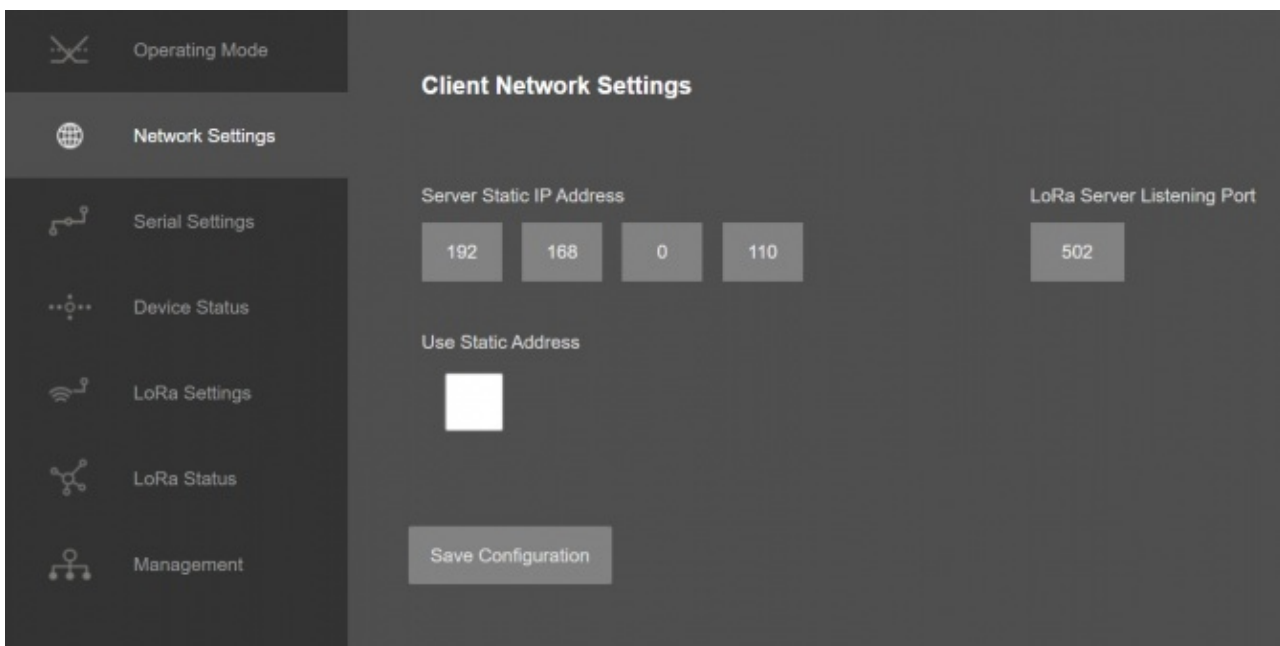 Operating Mode
Network Settings
Serial Settings
Device Status
LoRa Settings
LoRa Status
Management
Client Network Settings
Server Static IP Address
LoRa Server Listening Port
192 168 0 110
502
Use Static Address
Save Configuration